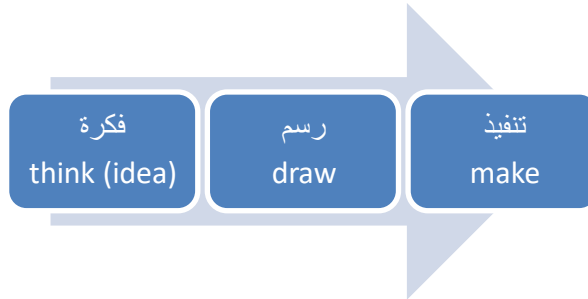 فكرة
think (idea)
رسم
draw
تنفيذ
make